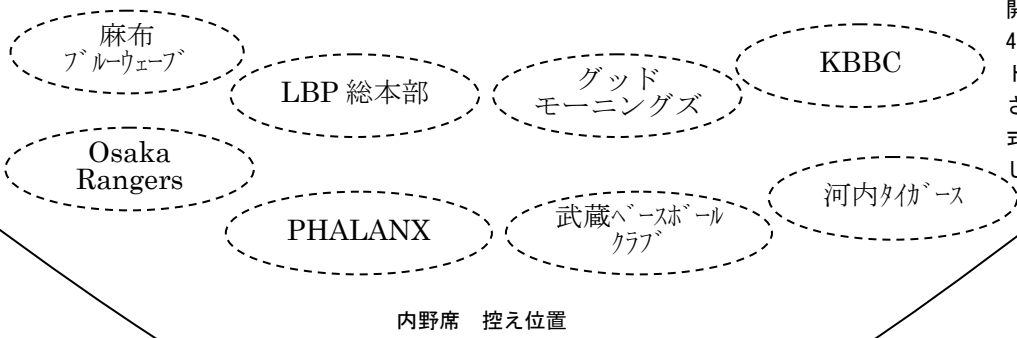 麻布
ﾌﾞﾙｰｳｪｰﾌﾞ
LBP 総本部
グッド
モーニングズ
KBBC
Osaka
Rangers
PHALANX
武蔵ﾍﾞｰｽﾎﾞｰﾙ
ｸﾗﾌﾞ
河内ﾀｲｶﾞｰｽ
内野席　控え位置
開
4